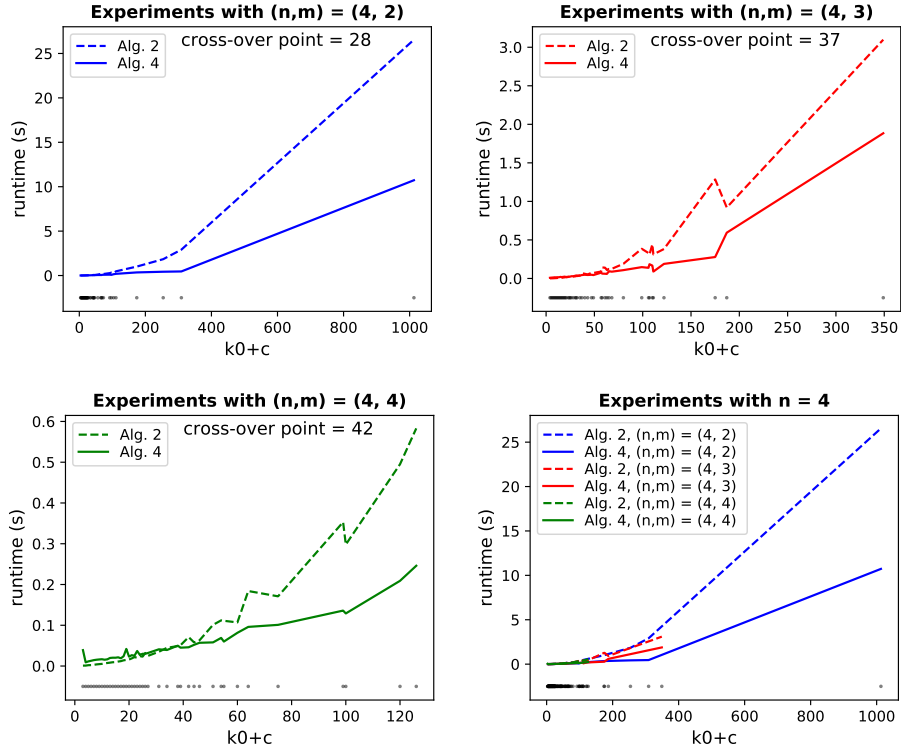 Experiments with (n,m) = (4, 2)
cross-over point = 28
Alg. 2
Alg. 4
25
20
15
10
5
0
runtime (s)
0 200 400 600 800 1000
k0+c
Experiments with (n,m) = (4, 3)
cross-over point = 37
Alg. 2
Alg. 4
3.0
2.5
2.0
1.5
1.0
0.5
0.0
runtime (s)
0 50 100 150 200 250 300 350
k0+c
Experiments with (n,m) = (4, 4)
cross-over point = 42
Alg. 2
Alg. 4
0.6
0.5
0.4
0.3
0.2
0.1
0.0
runtime (s)
0 20 40 60 80 100 120
k0+c
Experiments with n = 4
Alg. 2, (n,m) = (4, 2)
Alg. 4, (n,m) = (4, 2)
Alg. 2, (n,m) = (4, 3)
Alg. 4, (n,m) = (4, 3)
Alg. 2, (n,m) = (4, 4)
Alg. 4, (n,m) = (4, 4)
25
20
15
10
5
0
runtime (s)
0 200 400 600 800 1000
k0+c